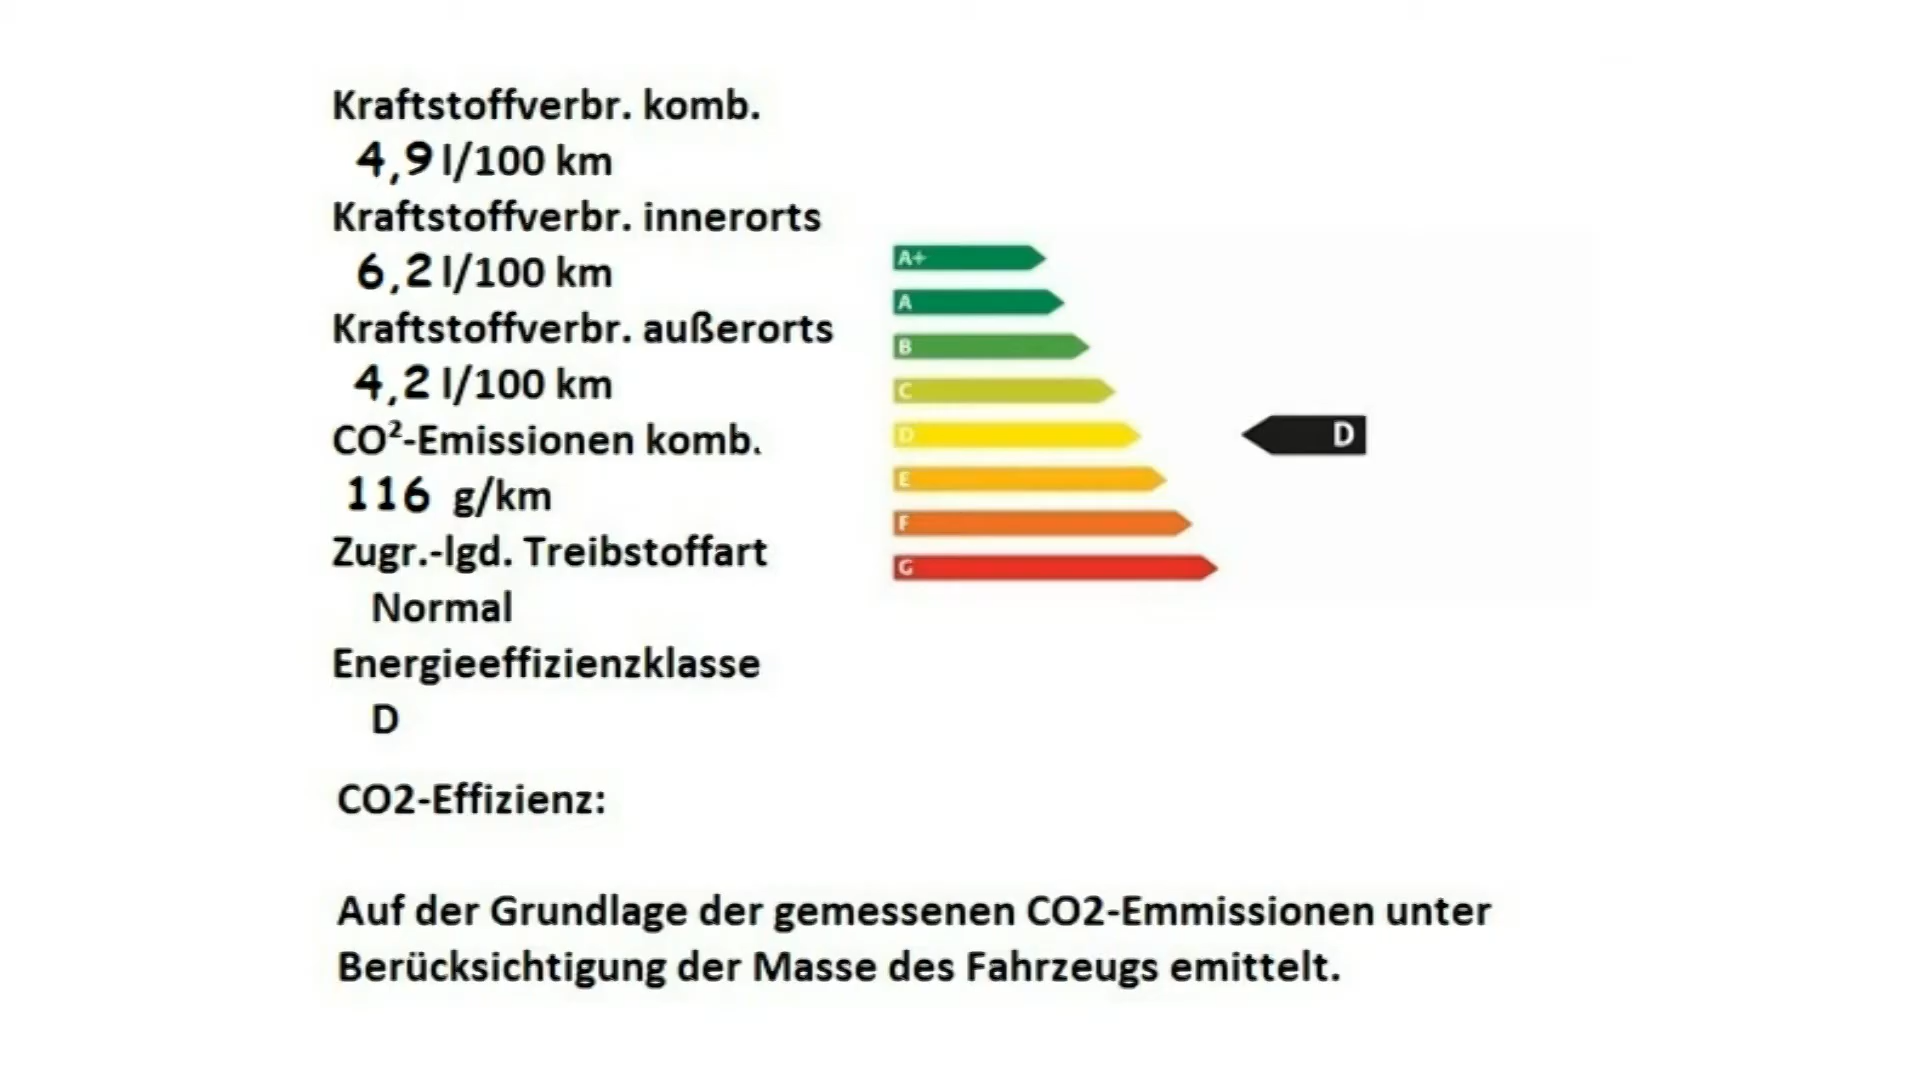 Kraftstoffverbr. komb.
4,9 l/100 km
Kraftstoffverbr. innerorts
6,2 l/100 km
Kraftstoffverbr. außerorts
4,2 l/100 km
CO²-Emissionen komb.
116 g/km
Zugr.-lgd. Treibstoffart
Normal
Energieeffizienzklasse
D
A+
A
B
C
D
D
E
F
G
CO2-Effizienz:
Auf der Grundlage der gemessenen CO2-Emmissionen unter
Berücksichtigung der Masse des Fahrzeugs emittelt.